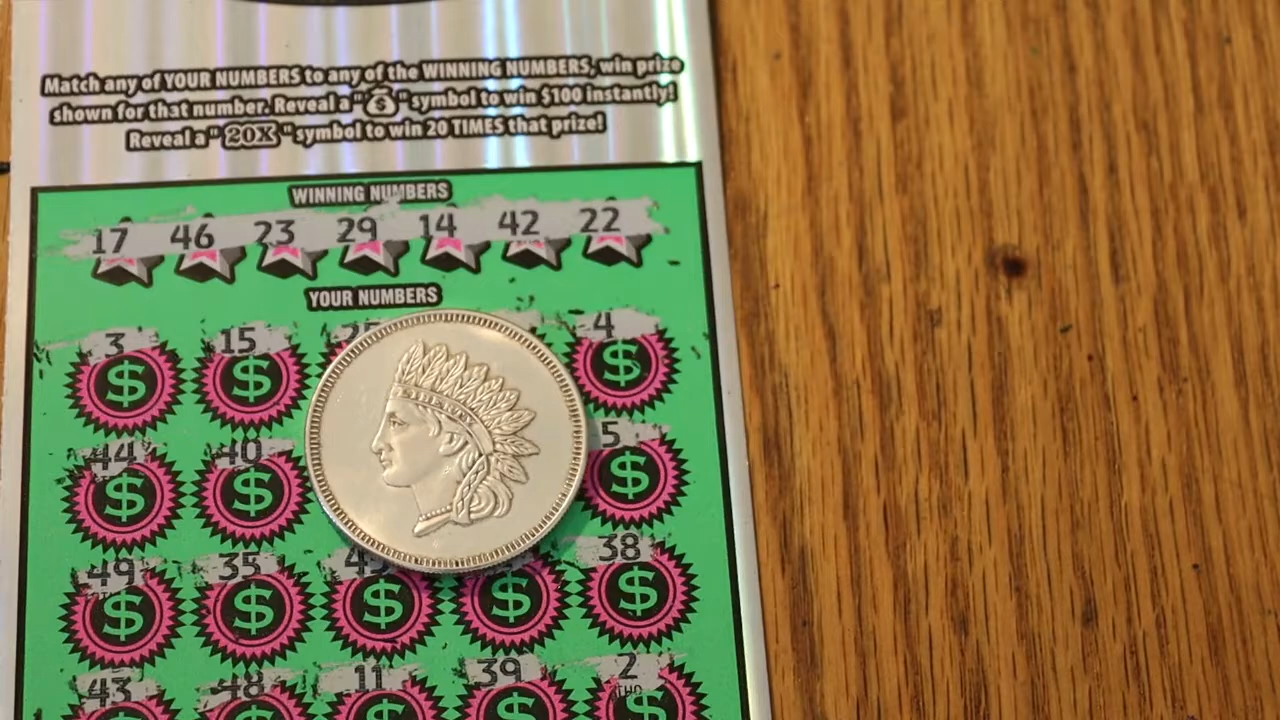 Match any of YOUR NUMBERS to any of the WINNING NUMBERS, win prize
shown for that number. Reveal a "$" symbol to win $100 instantly!
Reveal a "20X" symbol to win 20 TIMES that prize!
WINNING NUMBERS
17 46 23 29 14 42 22
YOUR NUMBERS
3 15 4
$ $ $
44 40 5
$ $ $
LIBERTY
49 35 38
$ $ $ $ $
43 48 11 39 2
TWO
$ $ $ $ $